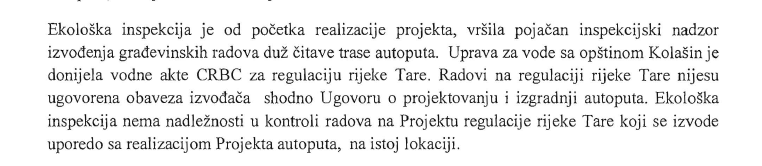 Ekološka inspekcija je od početka realizacije projekta, vršila pojačan inspekcijski nadzor
izvođenja građevinskih radova duž čitave trase autoputa. Uprava za vode sa opštinom Kolašin je
donijela vodne akte CRBC za regulaciju rijeke Tare. Radovi na regulaciji rijeke Tare nijesu
ugovorena obaveza izvođača shodno Ugovoru o projektovanju i izgradnji autoputa. Ekološka
inspekcija nema nadležnosti u kontroli radova na Projektu regulacije rijeke Tare koji se izvode
uporedo sa realizacijom Projekta autoputa, na istoj lokaciji.